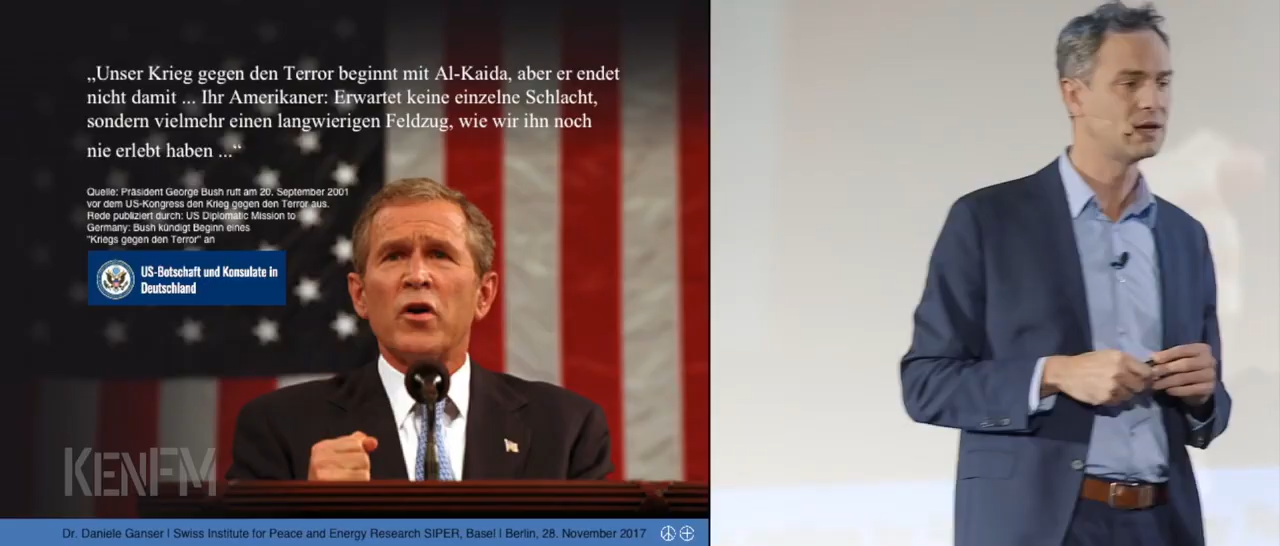 „Unser Krieg gegen den Terror beginnt mit Al-Kaida, aber er endet
nicht damit ... Ihr Amerikaner: Erwartet keine einzelne Schlacht,
sondern vielmehr einen langwierigen Feldzug, wie wir ihn noch
nie erlebt haben ...“
Quelle: Präsident George Bush ruft am 20. September 2001
vor dem US-Kongress den Krieg gegen den Terror aus.
Rede publiziert durch: US Diplomatic Mission to
Germany: Bush kündigt Beginn eines
"Kriegs gegen den Terror" an
US-Botschaft und Konsulate in
Deutschland
KENFM
Dr. Daniele Ganser | Swiss Institute for Peace and Energy Research SIPER, Basel | Berlin, 28. November 2017